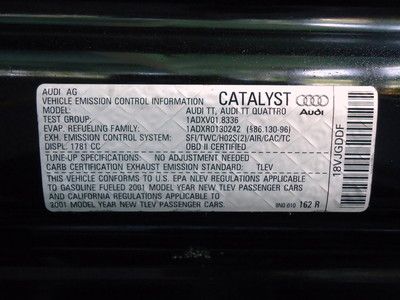 AUDI AG
VEHICLE EMISSION CONTROL INFORMATION CATALYST
MODEL: AUDI TT, AUDI TT QUATTRO Audi
TEST GROUP: 1ADXV01.8336
EVAP. REFUELING FAMILY: 1ADXR0130242 (§86.130-96)
EXH. EMISSION CONTROL SYSTEM: SFI/TWC/HO2S(2)/AIR/CAC/TC
DISPL. 1781 CC OBD II CERTIFIED
TUNE-UP SPECIFICATIONS: NO ADJUSTMENT NEEDED
CARB CERTIFICATION EXHAUST EMISSION STANDARD: TLEV
THIS VEHICLE CONFORMS TO U.S. EPA NLEV REGULATIONS APPLICABLE
TO GASOLINE FUELED 2001 MODEL YEAR NEW TLEV PASSENGER CARS
AND CALIFORNIA REGULATIONS APPLICABLE TO
2001 MODEL YEAR NEW TLEV PASSENGER CARS 8N0 010 162 R
18VJGDDF